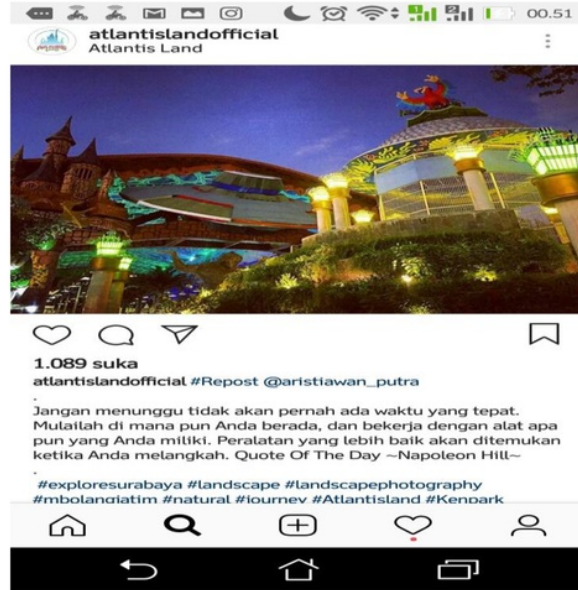 00.51
atlantislandofficial
Atlantis Land
1.089 suka
atlantislandofficial #Repost @aristiawan_putra
.
Jangan menunggu tidak akan pernah ada waktu yang tepat.
Mulailah di mana pun Anda berada, dan bekerja dengan alat apa
pun yang Anda miliki. Peralatan yang lebih baik akan ditemukan
ketika Anda melangkah. Quote Of The Day ~Napoleon Hill~
.
#exploresurabaya #landscape #landscapephotography
#mbolangjatim #natural #journey #Atlantisland #Kenpark